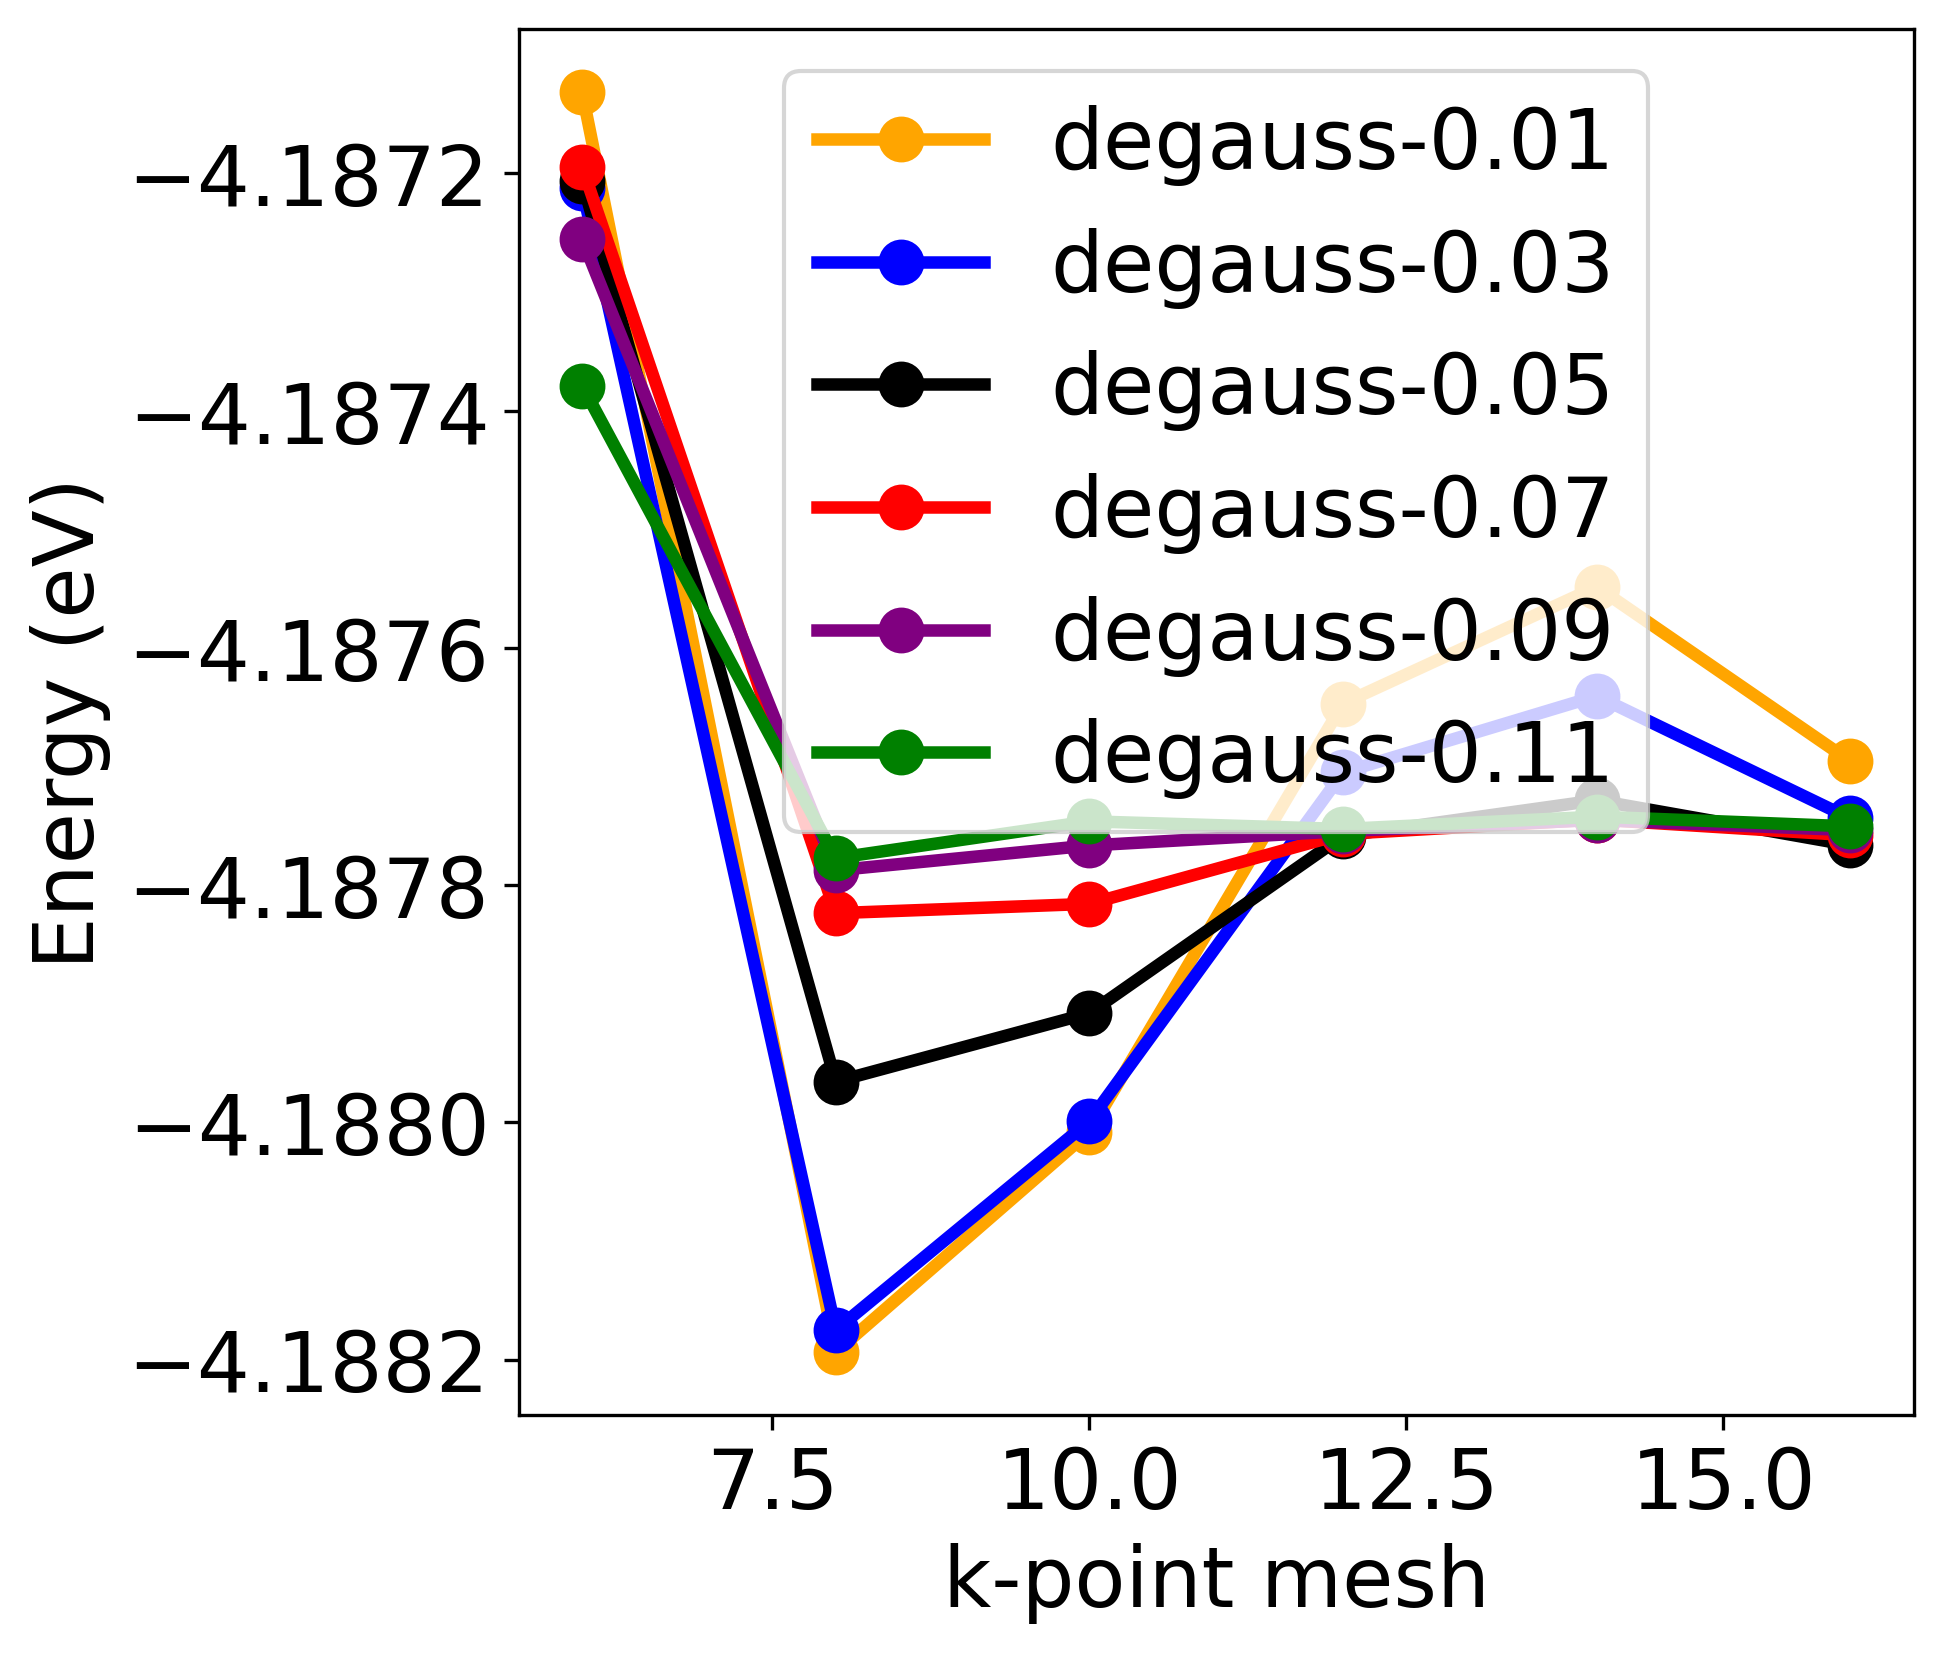 degauss-0.01
degauss-0.03
degauss-0.05
degauss-0.07
degauss-0.09
degauss-0.11
−4.1872
−4.1874
−4.1876
−4.1878
−4.1880
−4.1882
Energy (eV)
7.5 10.0 12.5 15.0
k-point mesh